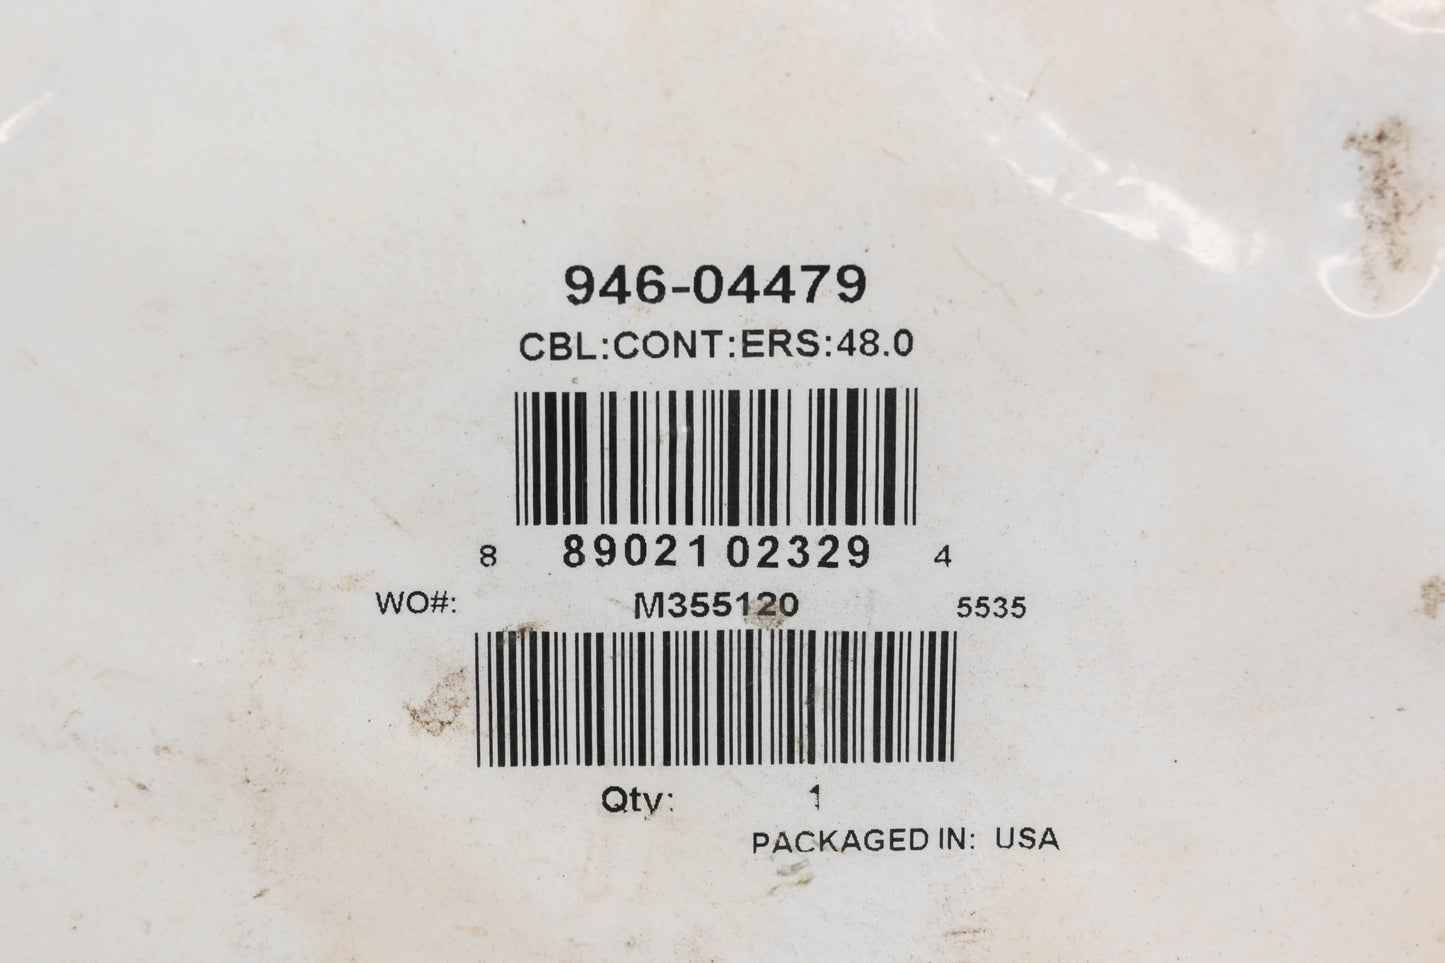 946-04479
CBL:CONT:ERS:48.0
8 89021 02329 4
WO#: M355120 5535
Qty: 1
PACKAGED IN: USA